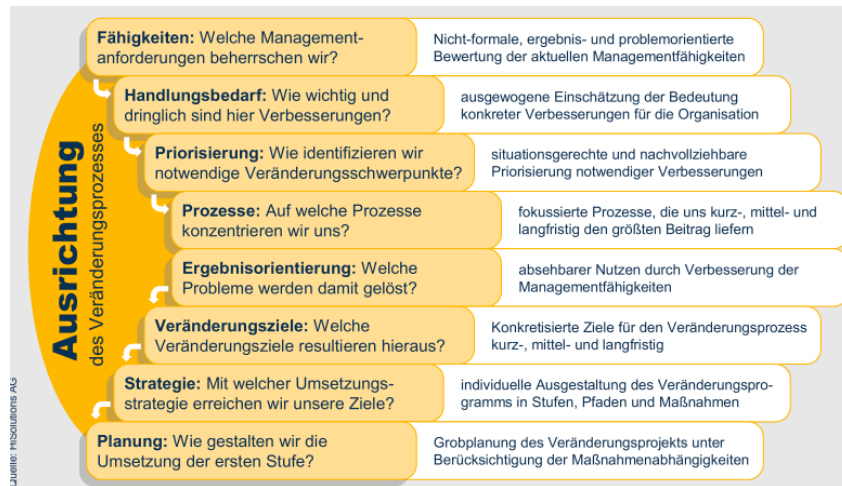 Ausrichtung
des Veränderungsprozesses
Fähigkeiten: Welche Management-
anforderungen beherrschen wir?
Nicht-formale, ergebnis- und problemorientierte
Bewertung der aktuellen Managementfähigkeiten
Handlungsbedarf: Wie wichtig und
dringlich sind hier Verbesserungen?
ausgewogene Einschätzung der Bedeutung
konkreter Verbesserungen für die Organisation
Priorisierung: Wie identifizieren wir
notwendige Veränderungsschwerpunkte?
situationsgerechte und nachvollziehbare
Priorisierung notwendiger Verbesserungen
Prozesse: Auf welche Prozesse
konzentrieren wir uns?
fokussierte Prozesse, die uns kurz-, mittel- und
langfristig den größten Beitrag liefern
Ergebnisorientierung: Welche
Probleme werden damit gelöst?
absehbarer Nutzen durch Verbesserung der
Managementfähigkeiten
Veränderungsziele: Welche
Veränderungsziele resultieren hieraus?
Konkretisierte Ziele für den Veränderungsprozess
kurz-, mittel- und langfristig
Strategie: Mit welcher Umsetzungs-
strategie erreichen wir unsere Ziele?
individuelle Ausgestaltung des Veränderungspro-
gramms in Stufen, Pfaden und Maßnahmen
Planung: Wie gestalten wir die
Umsetzung der ersten Stufe?
Grobplanung des Veränderungsprojekts unter
Berücksichtigung der Maßnahmenabhängigkeiten
Quelle: HiSolutions AG